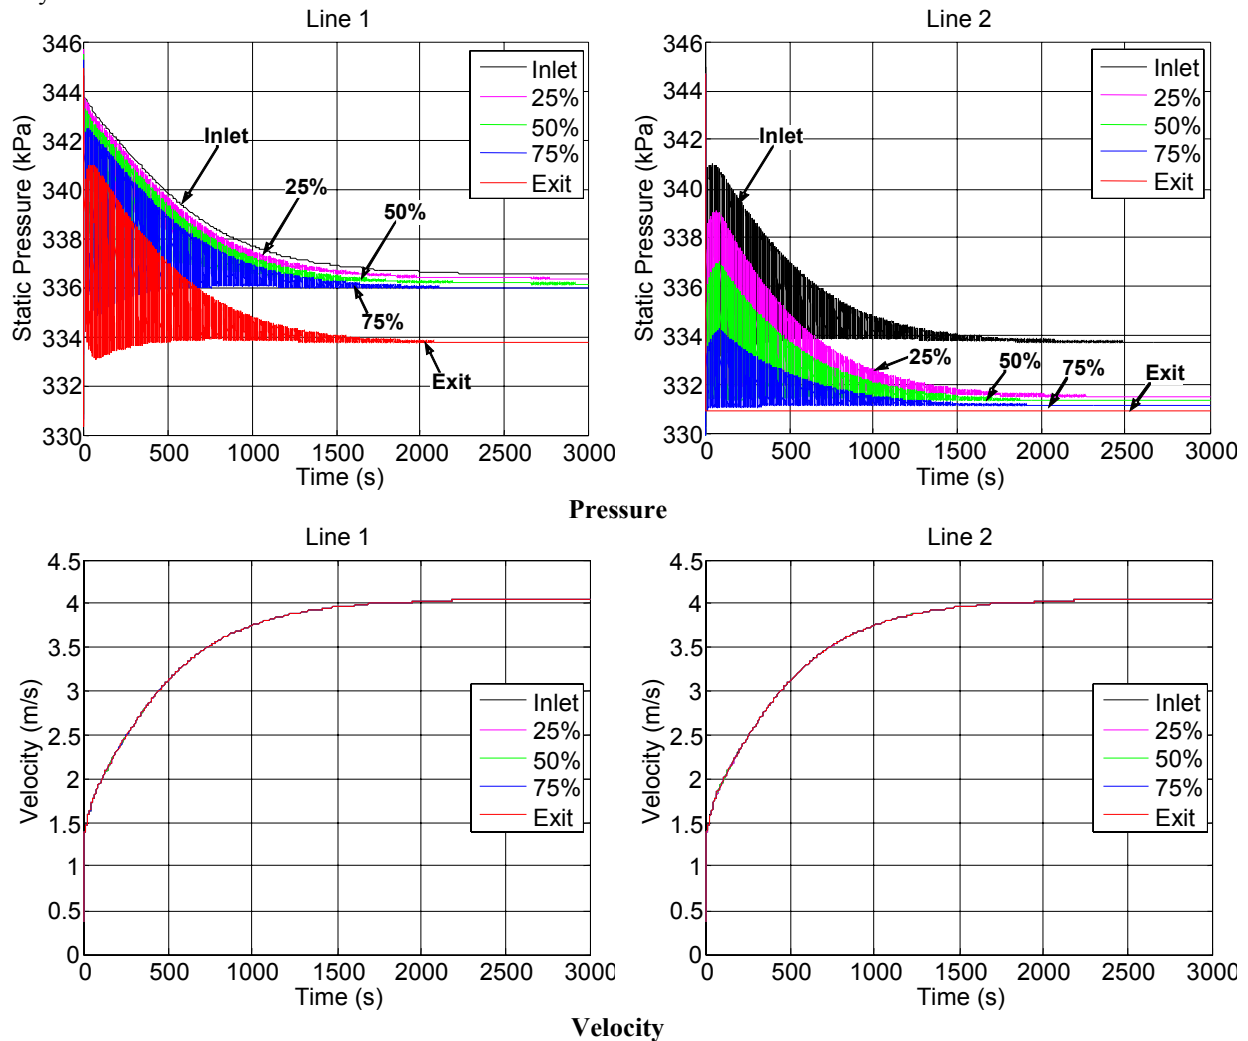 Line 1
346
344
342
340
338
336
334
332
330
Static Pressure (kPa)
Inlet
25%
50%
75%
Exit
Inlet
25%
50%
75%
Exit
0 500 1000 1500 2000 2500 3000
Time (s)
Line 2
346
344
342
340
338
336
334
332
330
Static Pressure (kPa)
Inlet
25%
50%
75%
Exit
Inlet
25%
50%
75%
Exit
0 500 1000 1500 2000 2500 3000
Time (s)
Pressure
Line 1
4.5
4
3.5
3
2.5
2
1.5
1
0.5
0
Velocity (m/s)
Inlet
25%
50%
75%
Exit
0 500 1000 1500 2000 2500 3000
Time (s)
Line 2
4.5
4
3.5
3
2.5
2
1.5
1
0.5
0
Velocity (m/s)
Inlet
25%
50%
75%
Exit
0 500 1000 1500 2000 2500 3000
Time (s)
Velocity